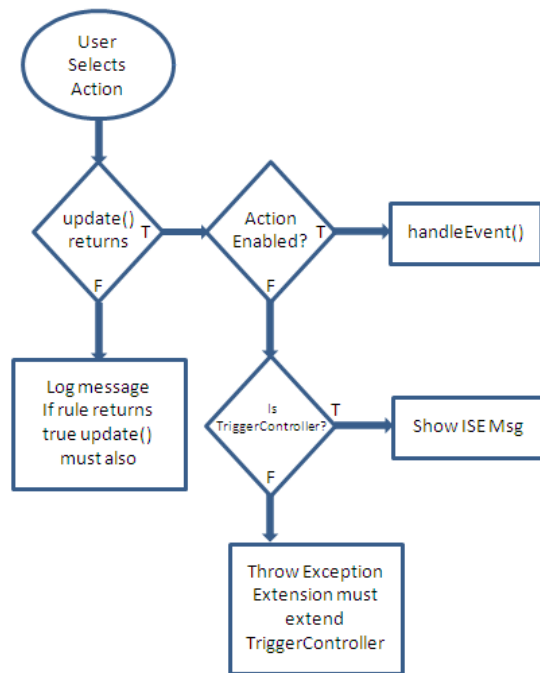 User
Selects
Action
update()
returns
T
F
Action
Enabled?
T
F
handleEvent()
Log message
If rule returns
true update()
must also
Is
TriggerController?
T
F
Show ISE Msg
Throw Exception
Extension must
extend
TriggerController